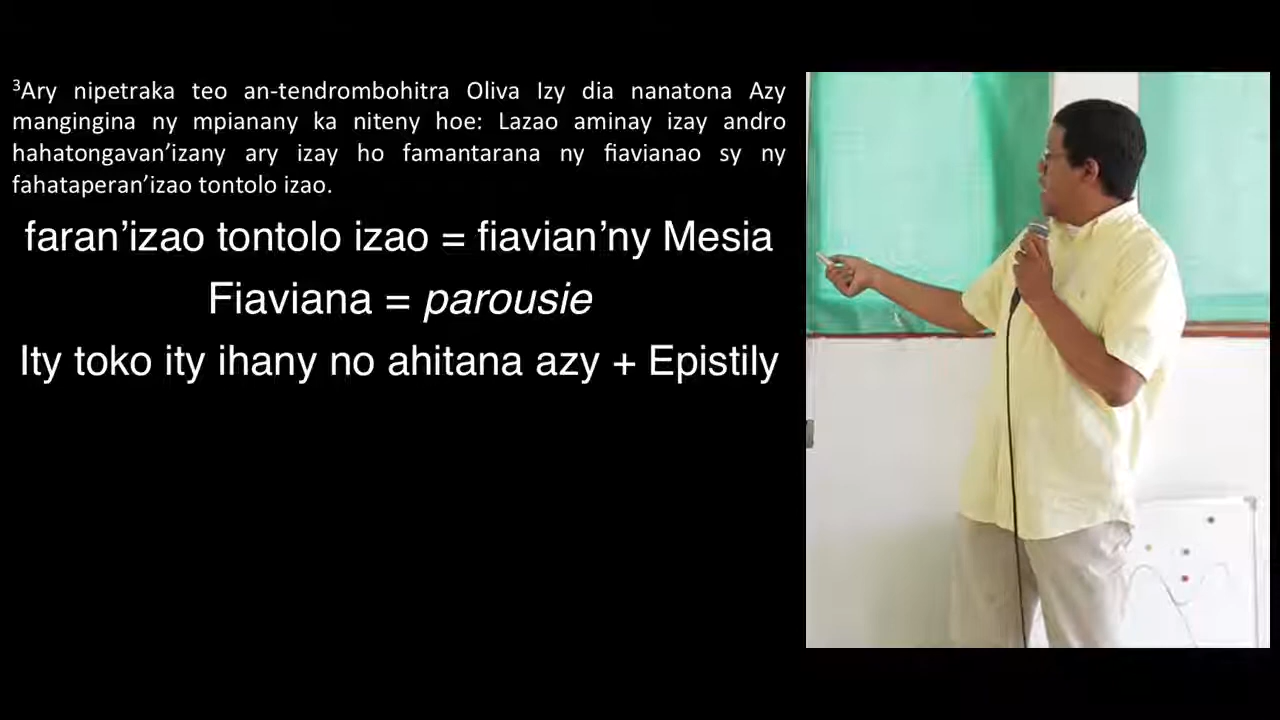 ³Ary nipetraka teo an-tendrombohitra Oliva Izy dia nanatona Azy
mangingina ny mpianany ka niteny hoe: Lazao aminay izay andro
hahatongavan’izany ary izay ho famantarana ny fiavianao sy ny
fahataperan’izao tontolo izao.
faran’izao tontolo izao = fiavian’ny Mesia
Fiaviana = parousie
Ity toko ity ihany no ahitana azy + Epistily